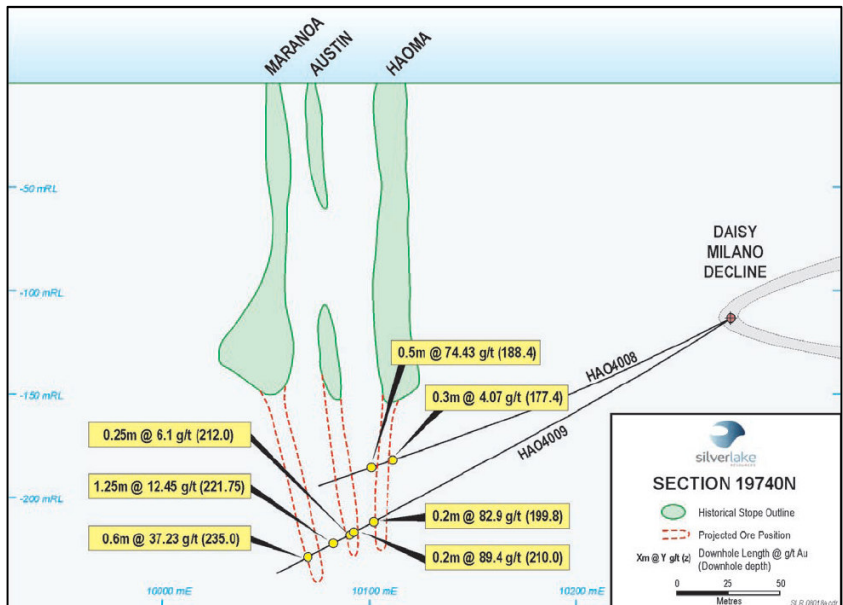 MARANOA
AUSTIN
HAOMA
-50 mRL
DAISY
MILANO
DECLINE
-100 mRL
0.5m @ 74.43 g/t (188.4)
HAO4008
-150 mRL
0.3m @ 4.07 g/t (177.4)
0.25m @ 6.1 g/t (212.0)
HAO4009
1.25m @ 12.45 g/t (221.75)
-200 mRL
0.2m @ 82.9 g/t (199.8)
0.6m @ 37.23 g/t (235.0)
0.2m @ 89.4 g/t (210.0)
10000 mE
10100 mE
10200 mE
silverlake
RESOURCES
SECTION 19740N
Historical Stope Outline
Projected Ore Position
Xm @ Y g/t (z)
Downhole Length @ g/t Au
(Downhole depth)
0
25
50
Metres